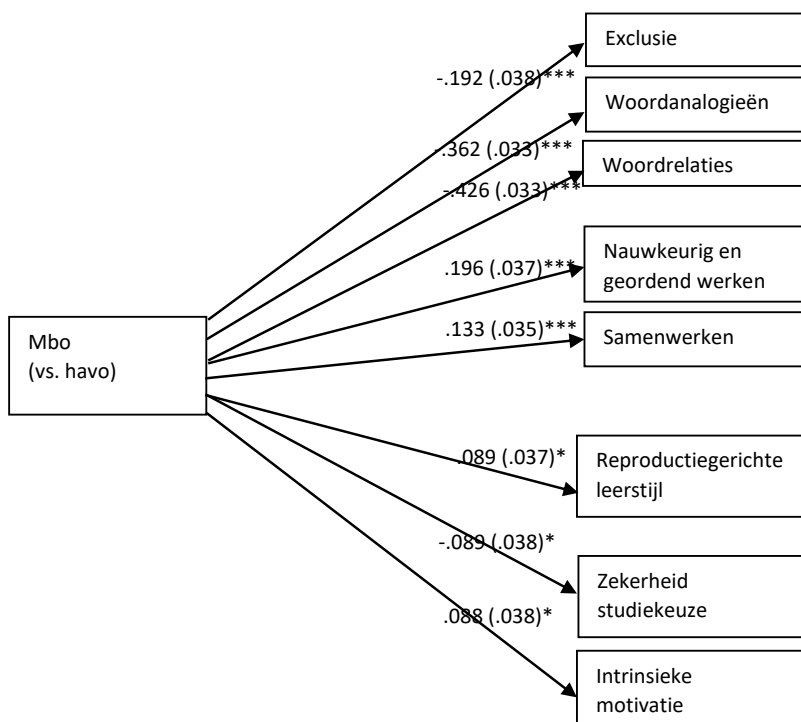 Exclusie
-.192 (.038)***
Woordanalogieën
-.362 (.033)***
Woordrelaties
-.426 (.033)***
Nauwkeurig en
geordend werken
.196 (.037)***
Mbo
(vs. havo)
.133 (.035)***
Samenwerken
.089 (.037)*
Reproductiegerichte
leerstijl
-.089 (.038)*
Zekerheid
studiekeuze
.088 (.038)*
Intrinsieke
motivatie